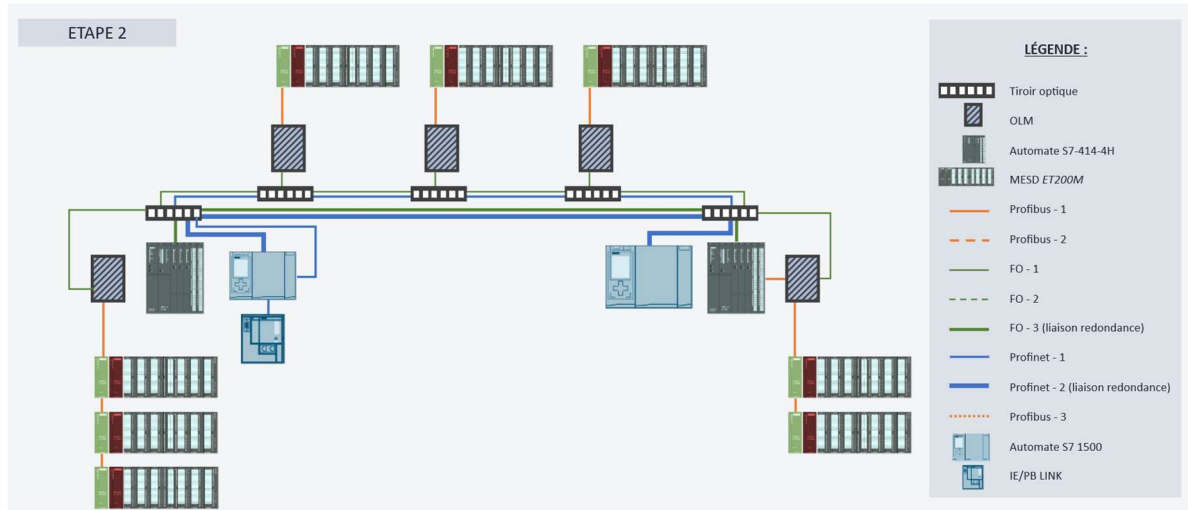 ETAPE 2
LÉGENDE :
Tiroir optique
OLM
Automate S7-414-4H
MESD ET200M
Profibus - 1
Profibus - 2
FO - 1
FO - 2
FO - 3 (liaison redondance)
Profinet - 1
Profinet - 2 (liaison redondance)
Profibus - 3
Automate S7 1500
IE/PB LINK